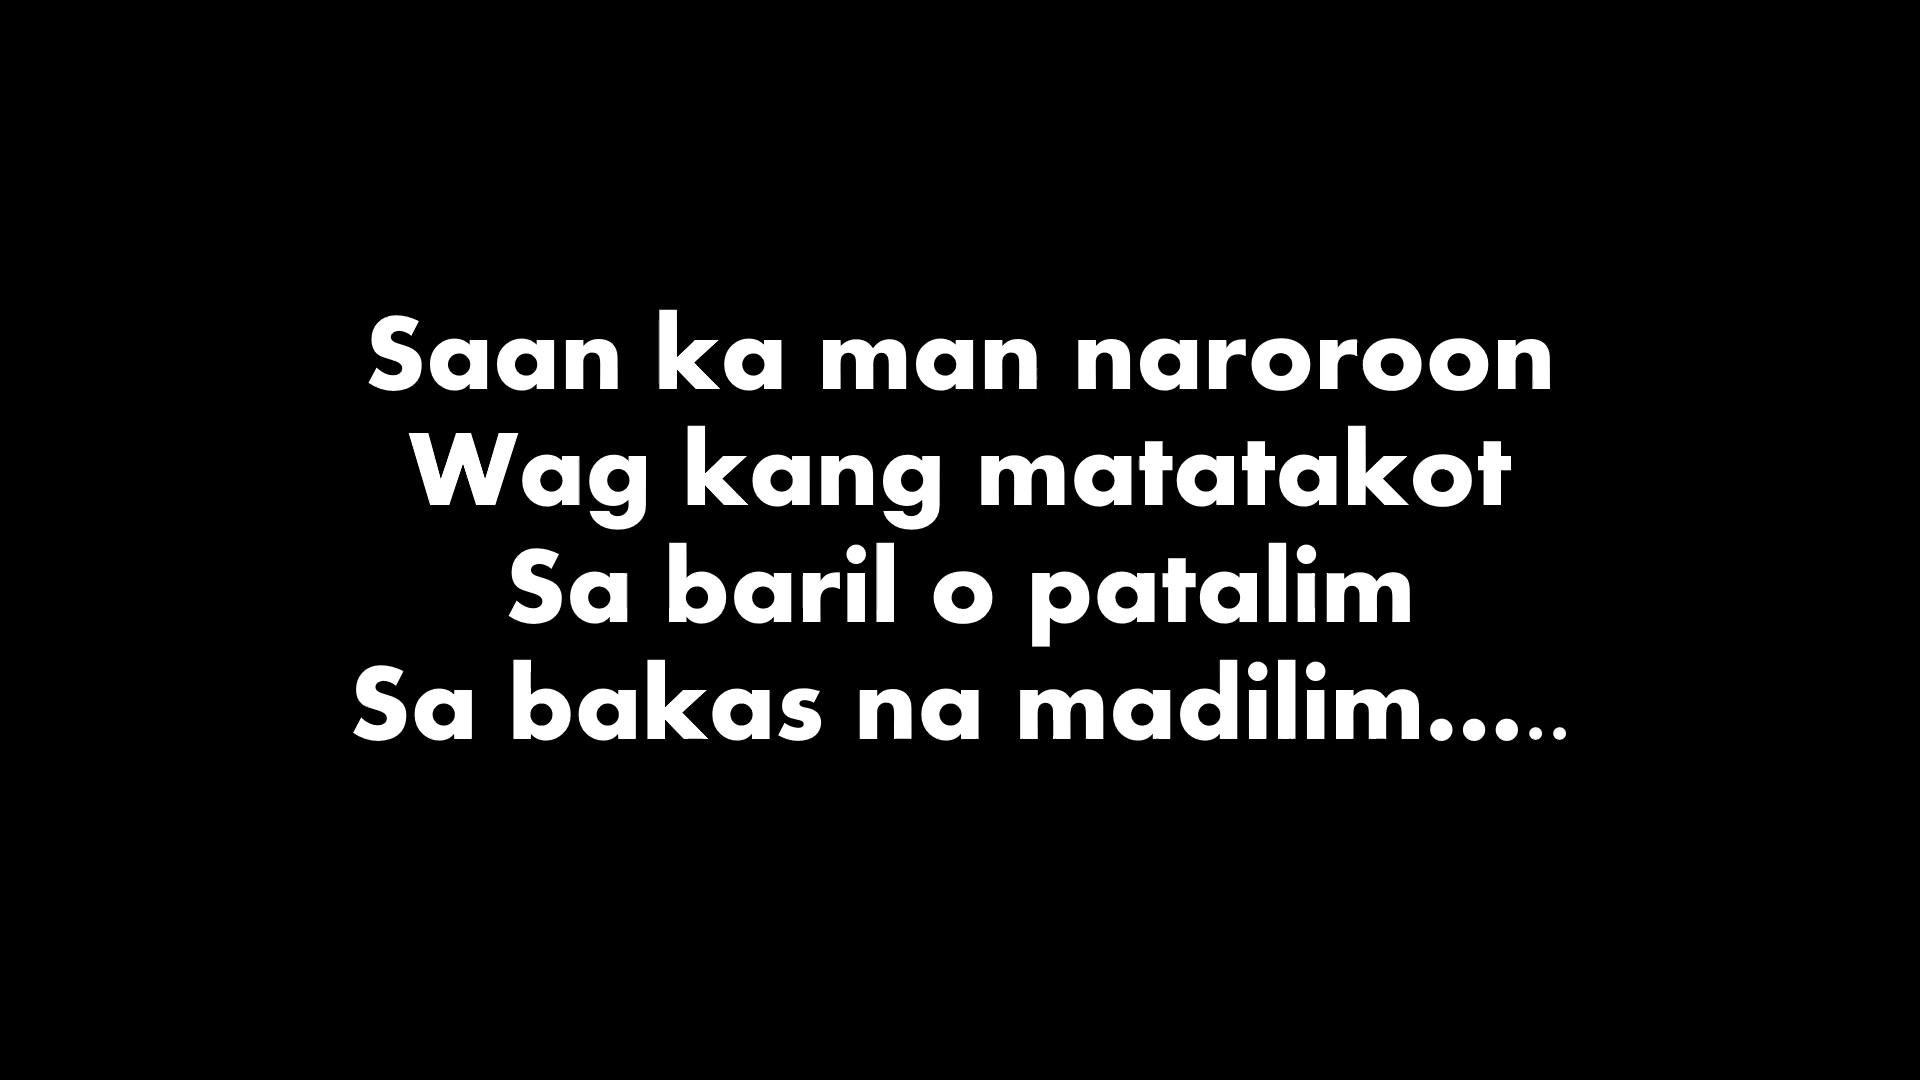 Saan ka man naroroon
Wag kang matatakot
Sa baril o patalim
Sa bakas na madilim.....